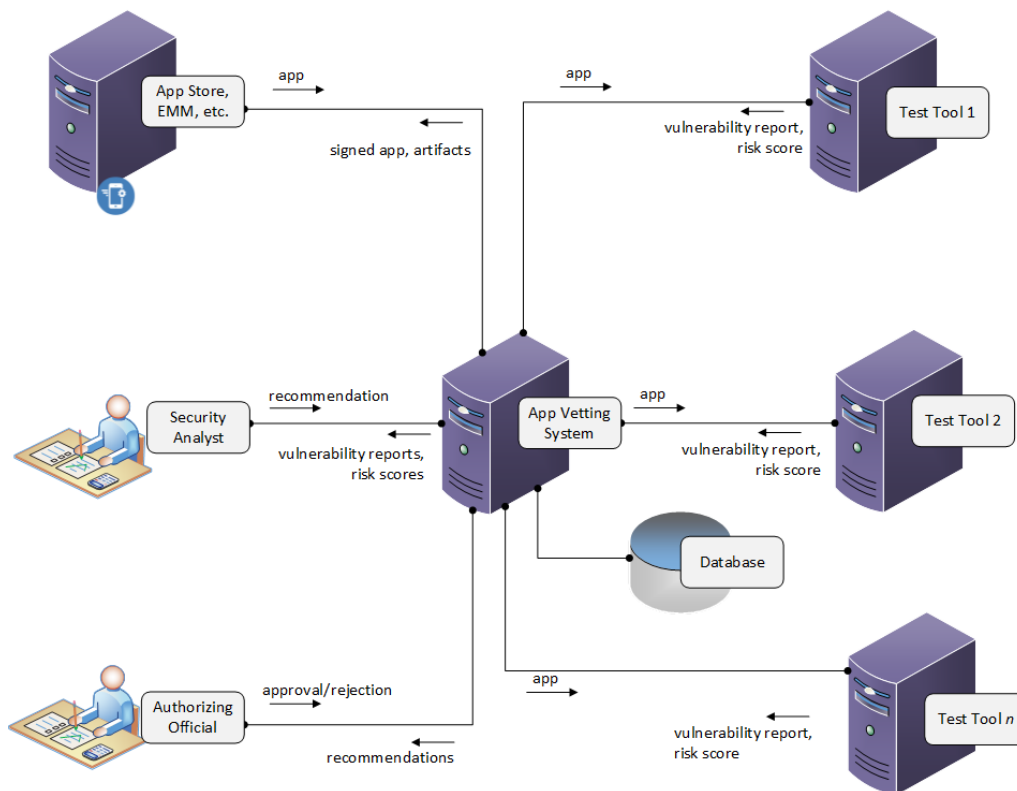 App Store,
EMM, etc.
app
signed app, artifacts
app
vulnerability report,
risk score
Test Tool 1
Security
Analyst
recommendation
vulnerability reports,
risk scores
App Vetting
System
app
vulnerability report,
risk score
Test Tool 2
Database
Authorizing
Official
approval/rejection
recommendations
app
vulnerability report,
risk score
Test Tool n